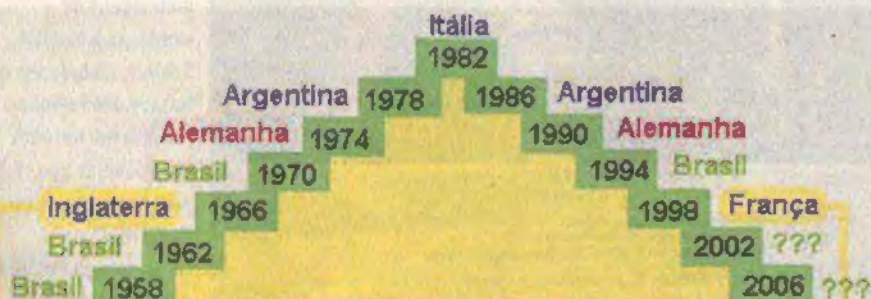 Itália
1982
Argentina 1978 1986 Argentina
Alemanha 1974 1990 Alemanha
Brasil 1970 1994 Brasil
Inglaterra 1966 1998 França
Brasil 1962 2002 ???
Brasil 1958 2006 ???